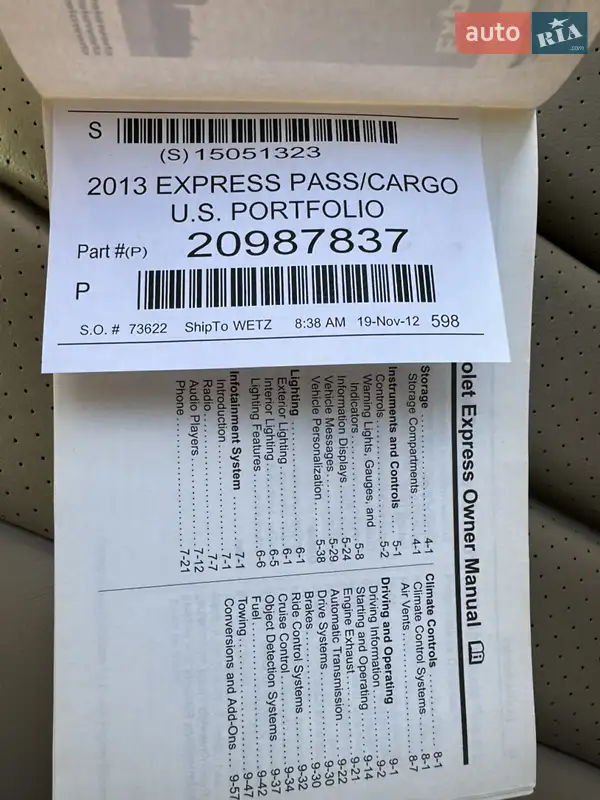 auto RIA .com
S
(S) 15051323
2013 EXPRESS PASS/CARGO
U.S. PORTFOLIO
Part #(P) 20987837
P
S.O. # 73622 ShipTo WETZ 8:38 AM 19-Nov-12 598
olet Express Owner Manual
Storage . . . . . . . . . . . . . . . . . . 4-1
Storage Compartments . . . . . . . . 4-1
Instruments and Controls . . . . 5-1
Controls . . . . . . . . . . . . . . . . . . 5-2
Warning Lights, Gauges, and
Indicators . . . . . . . . . . . . . . . . . 5-8
Information Displays . . . . . . . . . 5-24
Vehicle Messages . . . . . . . . . . . 5-29
Vehicle Personalization . . . . . . . 5-38
Lighting . . . . . . . . . . . . . . . . . . 6-1
Exterior Lighting . . . . . . . . . . . . 6-1
Interior Lighting . . . . . . . . . . . . 6-5
Lighting Features . . . . . . . . . . . 6-6
Infotainment System . . . . . . . . . 7-1
Introduction . . . . . . . . . . . . . . . 7-1
Radio . . . . . . . . . . . . . . . . . . . . 7-7
Audio Players . . . . . . . . . . . . . . 7-12
Phone . . . . . . . . . . . . . . . . . . . 7-21
Climate Controls . . . . . . . . . . . . 8-1
Climate Control Systems . . . . . . . 8-1
Air Vents . . . . . . . . . . . . . . . . . 8-7
Driving and Operating . . . . . . . . 9-1
Driving Information . . . . . . . . . . 9-2
Starting and Operating . . . . . . . . 9-14
Engine Exhaust . . . . . . . . . . . . . 9-21
Automatic Transmission . . . . . . . 9-22
Drive Systems . . . . . . . . . . . . . . 9-30
Brakes . . . . . . . . . . . . . . . . . . . 9-30
Ride Control Systems . . . . . . . . . 9-32
Cruise Control . . . . . . . . . . . . . 9-34
Object Detection Systems . . . . . . 9-37
Fuel . . . . . . . . . . . . . . . . . . . . . 9-42
Towing . . . . . . . . . . . . . . . . . . . 9-47
Conversions and Add-Ons . . . . 9-57